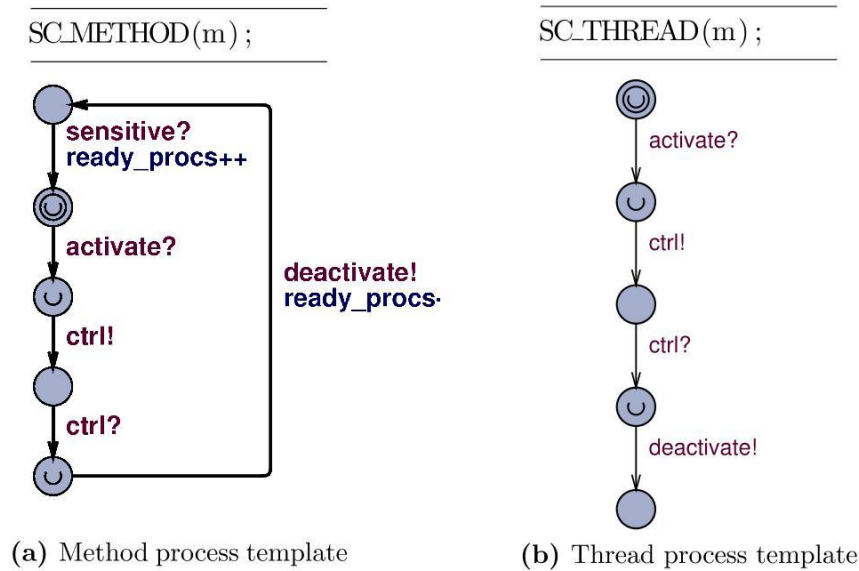 SC_METHOD(m);
sensitive?
ready_procs++
activate?
ctrl!
ctrl?
deactivate!
ready_procs-
(a) Method process template
SC_THREAD(m);
activate?
ctrl!
ctrl?
deactivate!
(b) Thread process template